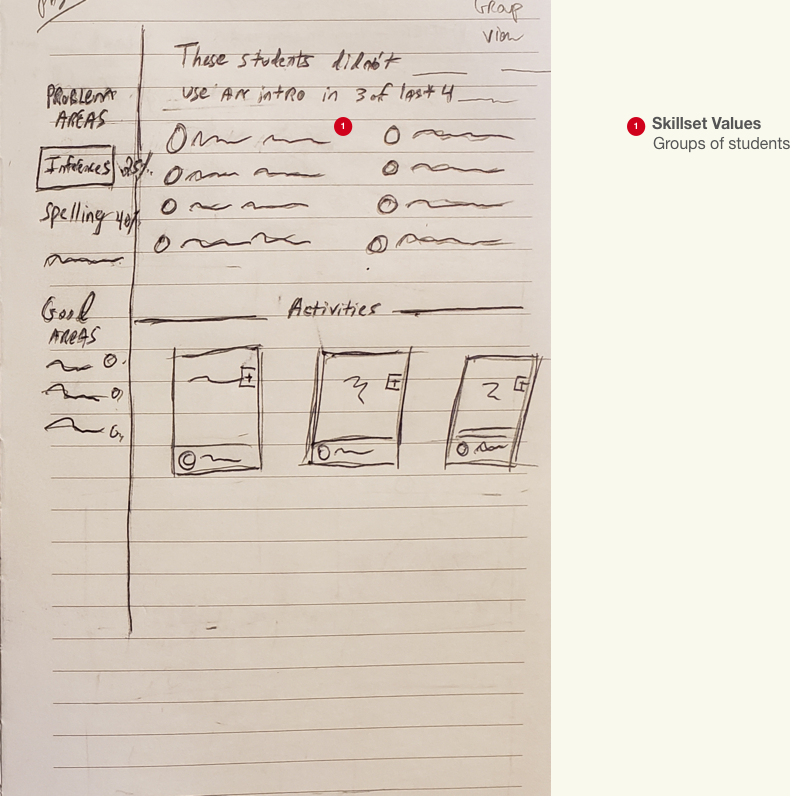 Group
View
These students didn't
use an intro in 3 of last 4
PROBLEM
AREAS
Inferences 25%
Spelling 40%
Good
AREAS
Activities
1
1 Skillset Values
Groups of students